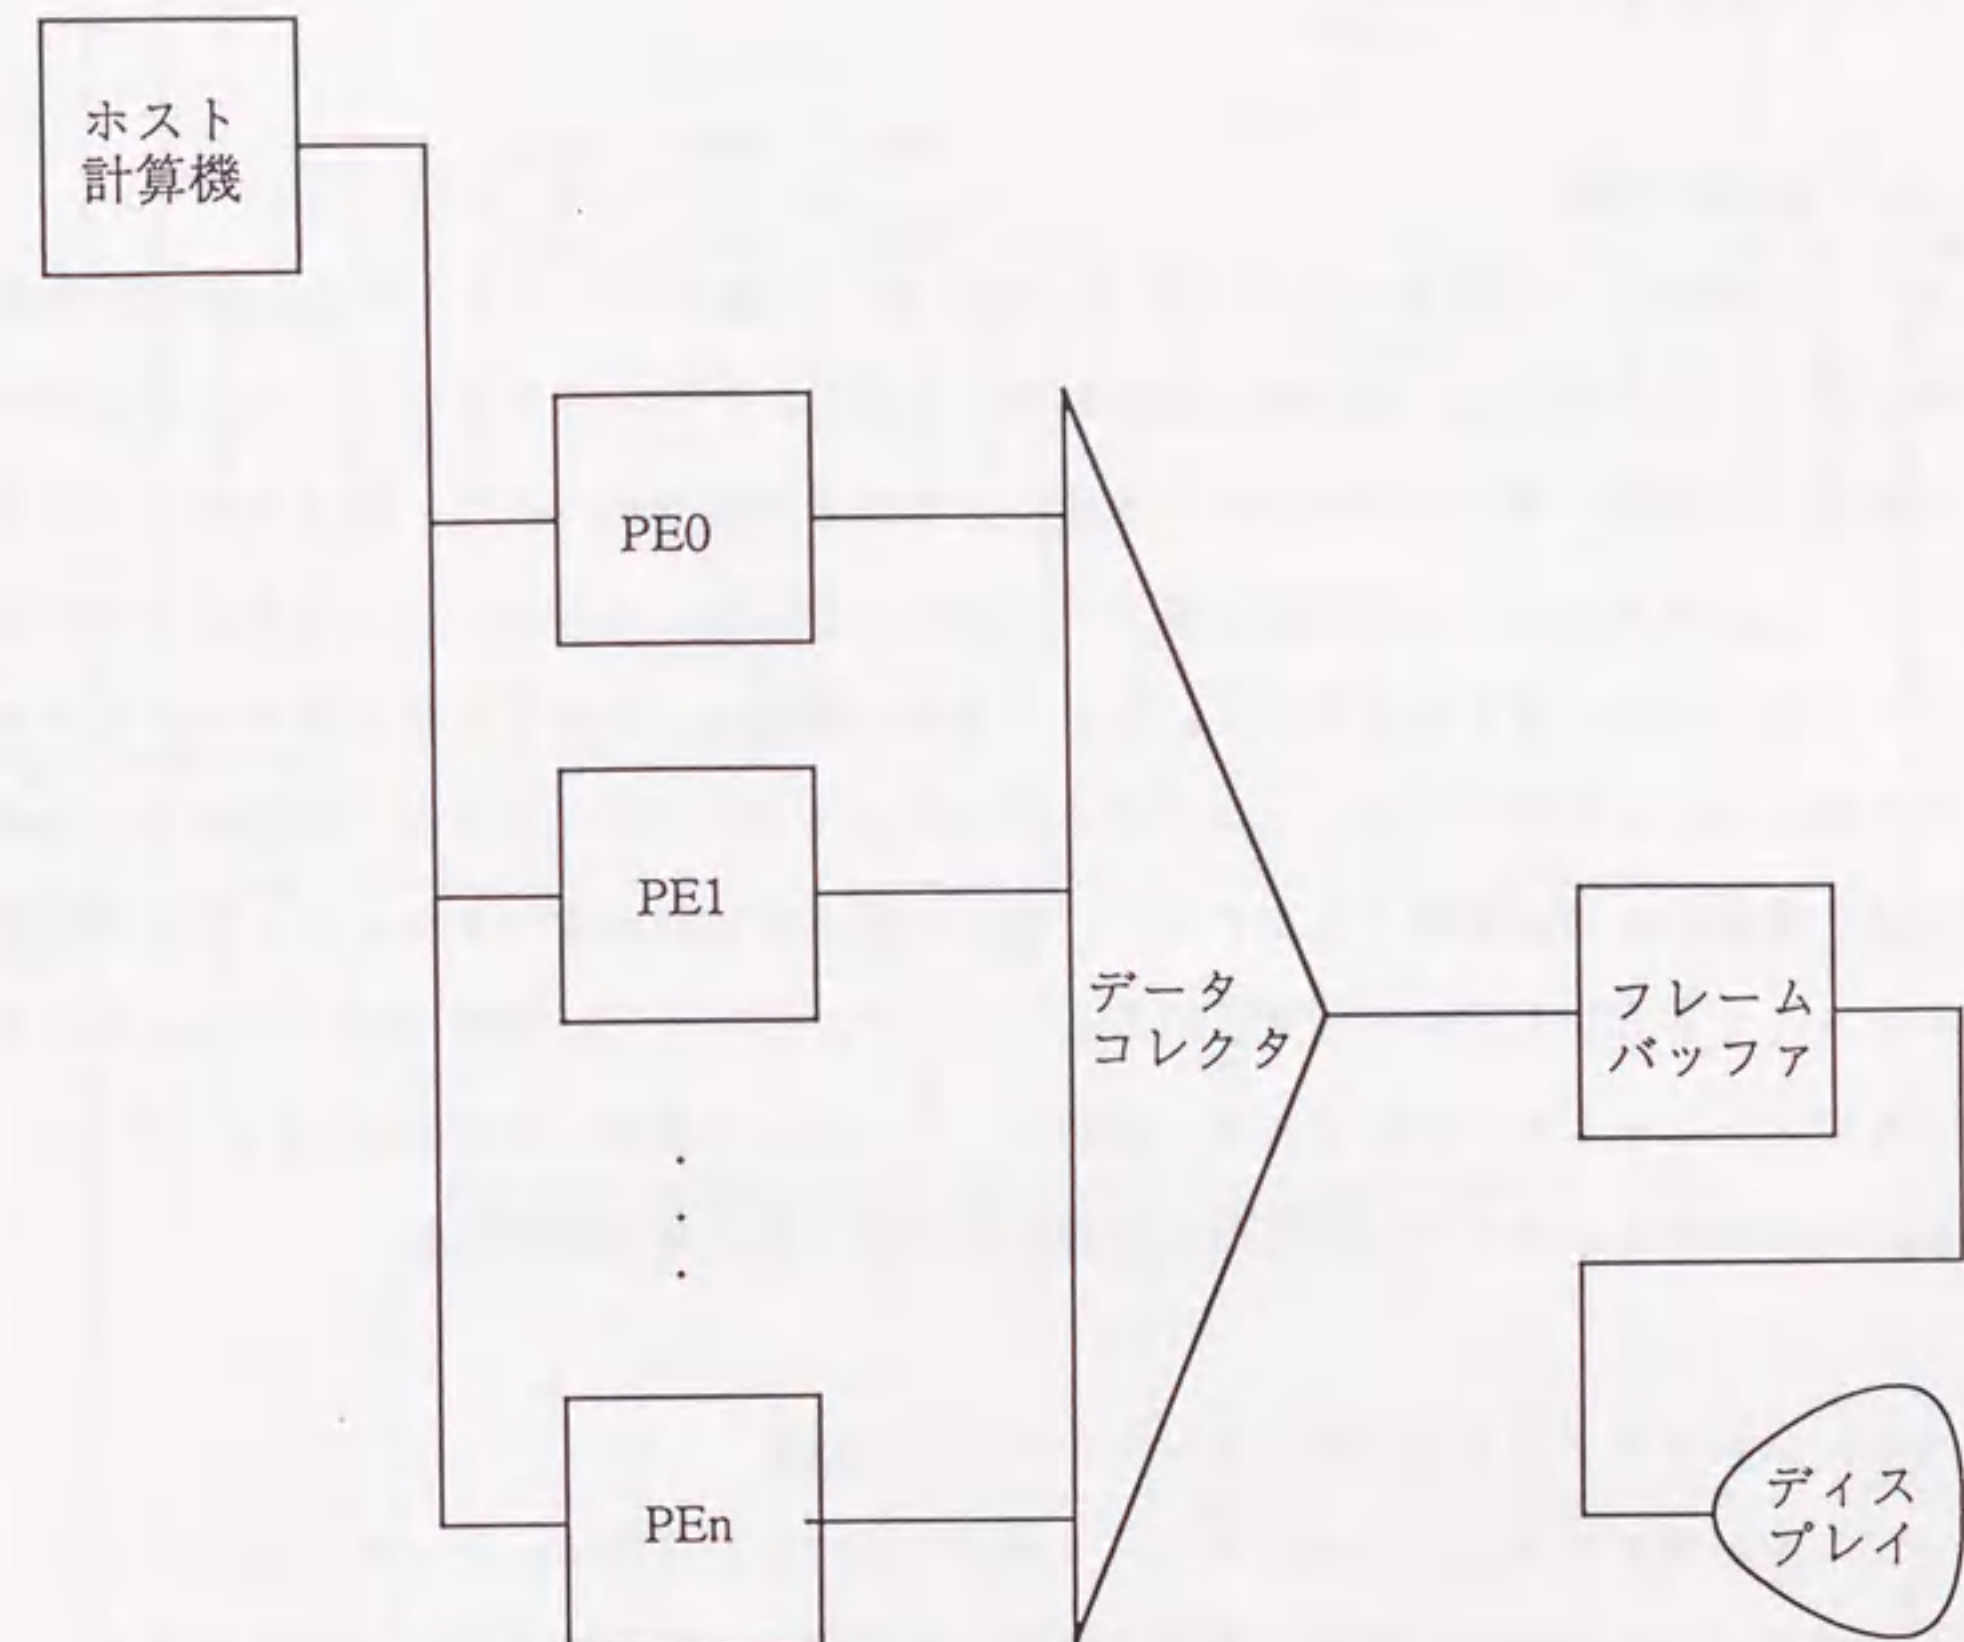 ホスト
計算機
PE0
PE1
データ
コレクタ
フレーム
バッファ
PEn
ディス
プレイ